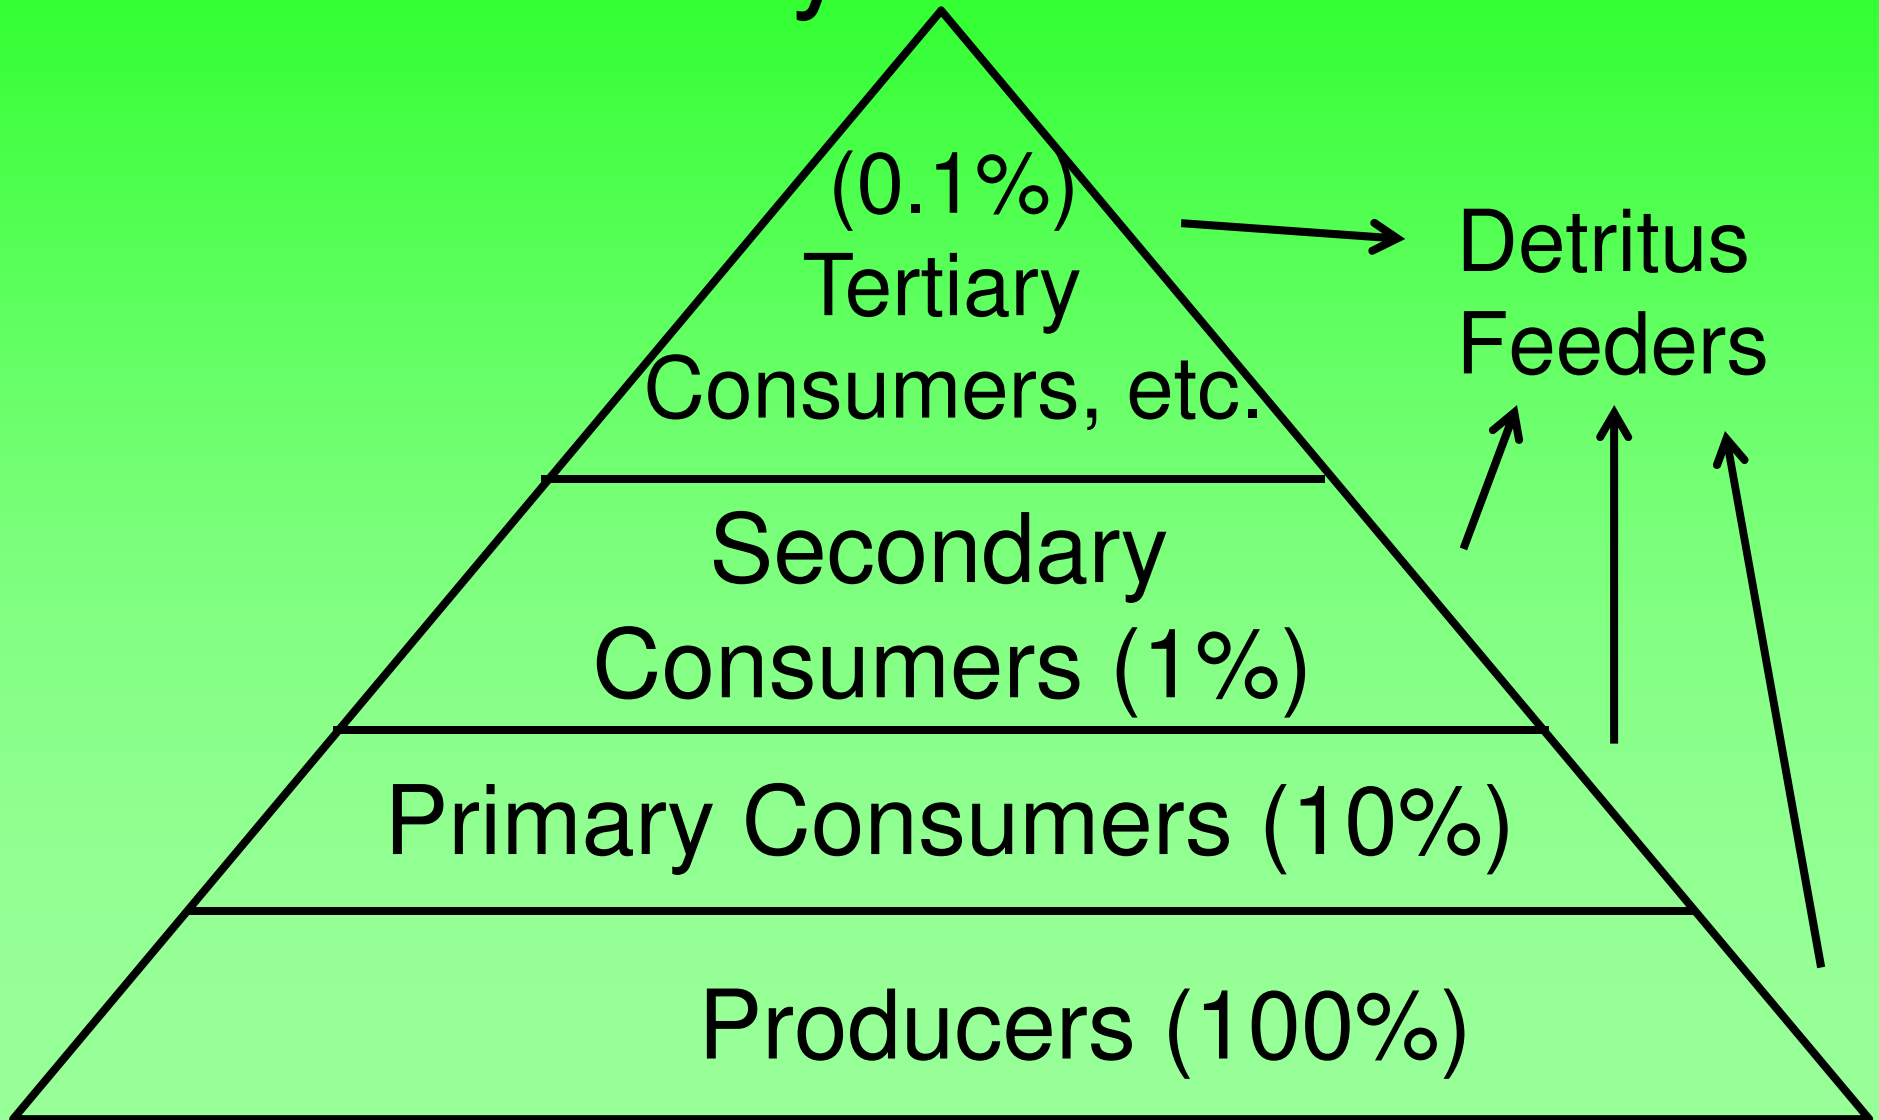 (0.1%)
Tertiary
Consumers, etc.
Detritus
Feeders
Secondary
Consumers (1%)
Primary Consumers (10%)
Producers (100%)